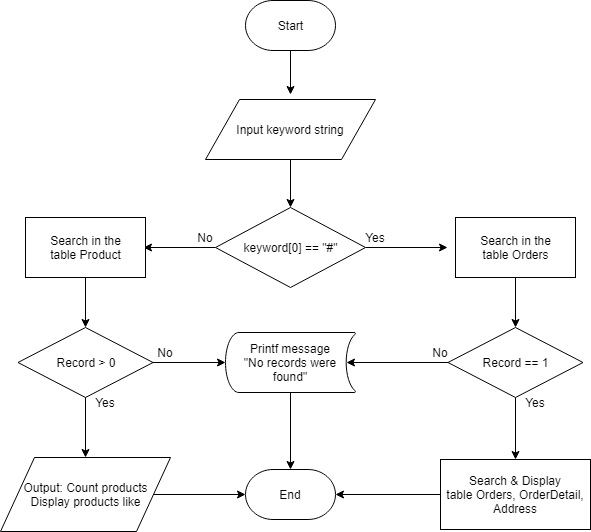 Start
Input keyword string
keyword[0] == "#"
No
Yes
Search in the
table Product
Search in the
table Orders
Record > 0
No
Yes
Printf message
"No records were
found"
Record == 1
No
Yes
Output: Count products
Display products like
End
Search & Display
table Orders, OrderDetail,
Address